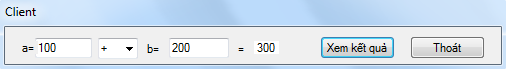 Client
a= 100 + b= 200 = 300 Xem kết quả Thoát